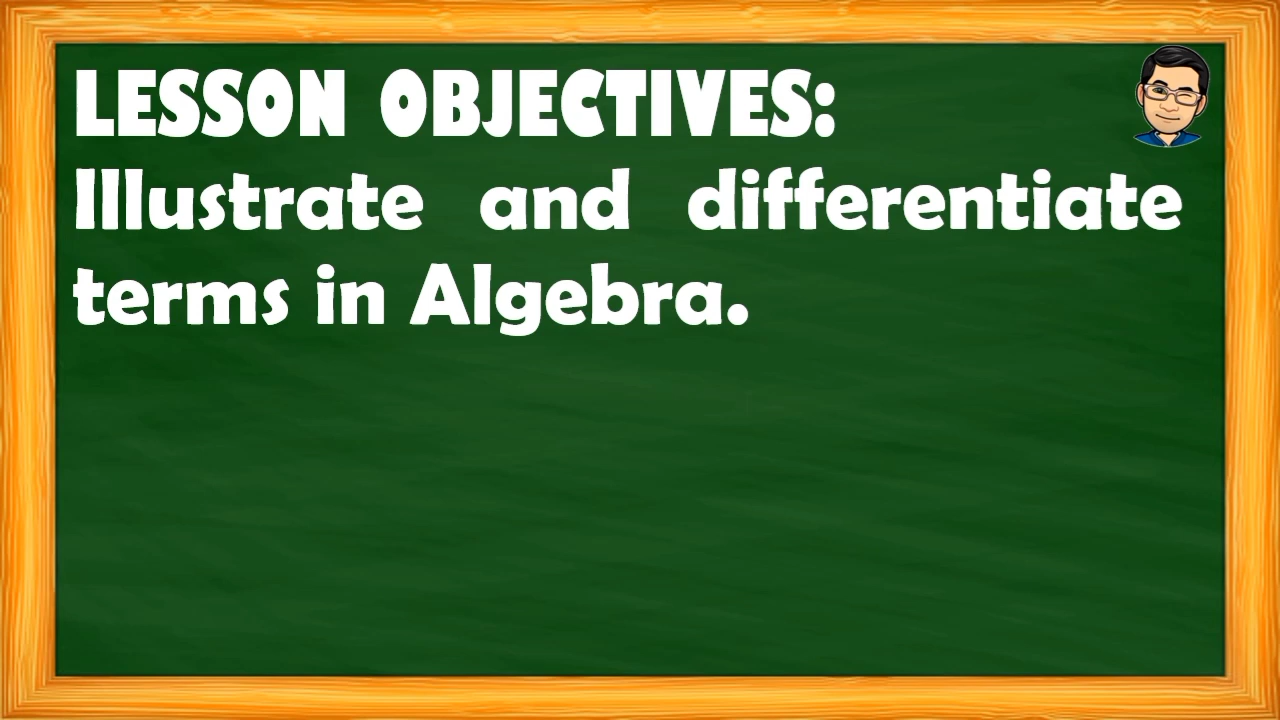 LESSON OBJECTIVES:
Illustrate and differentiate
terms in Algebra.